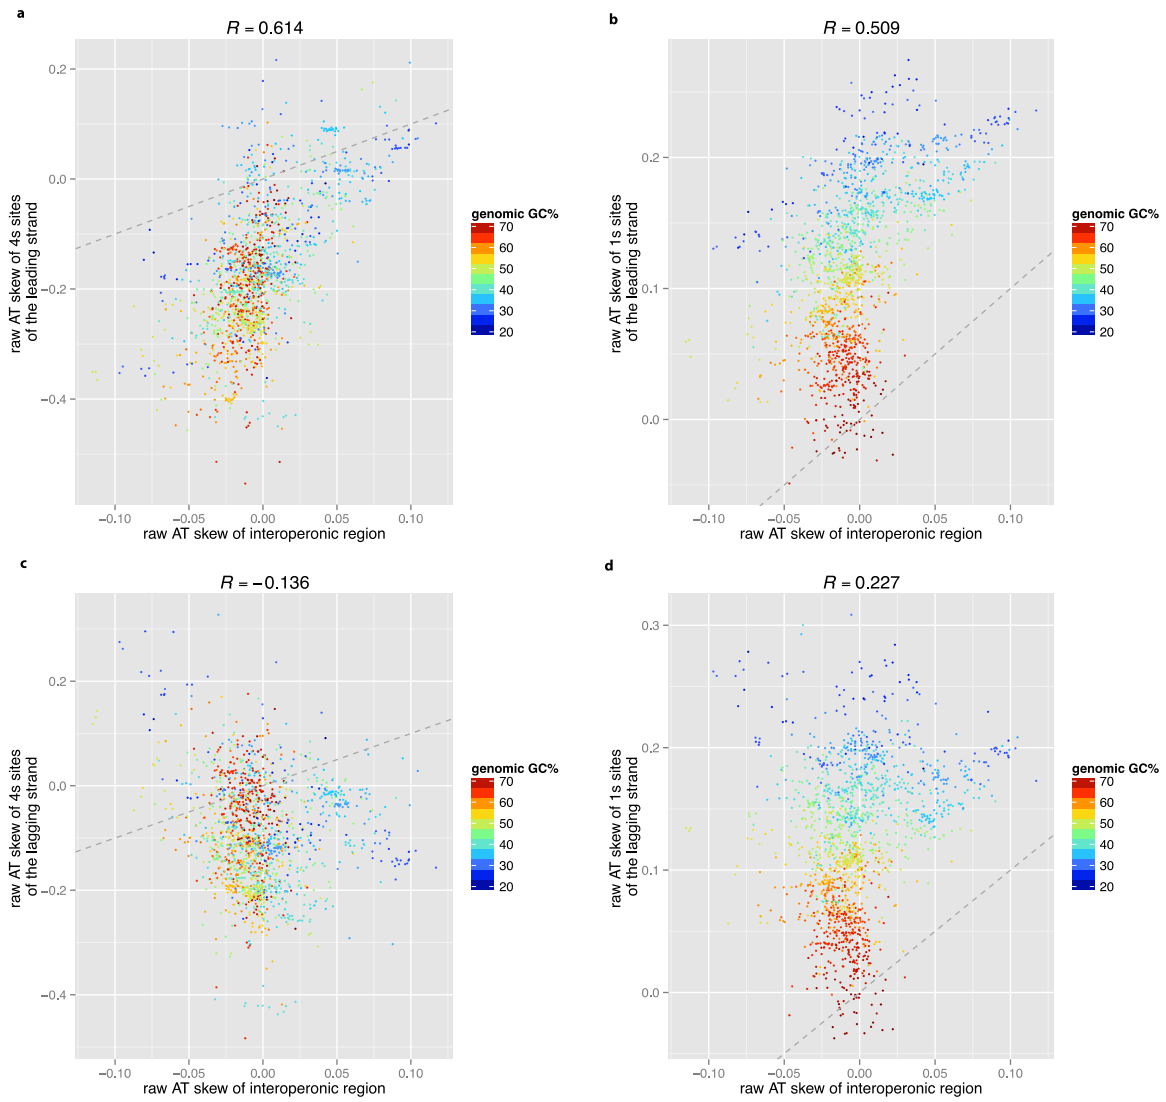 a
R = 0.614
0.2
0.0
−0.2
−0.4
raw AT skew of 4s sites
of the leading strand
−0.10 −0.05 0.00 0.05 0.10
raw AT skew of interoperonic region
genomic GC%
70
60
50
40
30
20
b
R = 0.509
0.2
0.1
0.0
raw AT skew of 1s sites
of the leading strand
−0.10 −0.05 0.00 0.05 0.10
raw AT skew of interoperonic region
genomic GC%
70
60
50
40
30
20
c
R = −0.136
0.2
0.0
−0.2
−0.4
raw AT skew of 4s sites
of the lagging strand
−0.10 −0.05 0.00 0.05 0.10
raw AT skew of interoperonic region
genomic GC%
70
60
50
40
30
20
d
R = 0.227
0.3
0.2
0.1
0.0
raw AT skew of 1s sites
of the lagging strand
−0.10 −0.05 0.00 0.05 0.10
raw AT skew of interoperonic region
genomic GC%
70
60
50
40
30
20